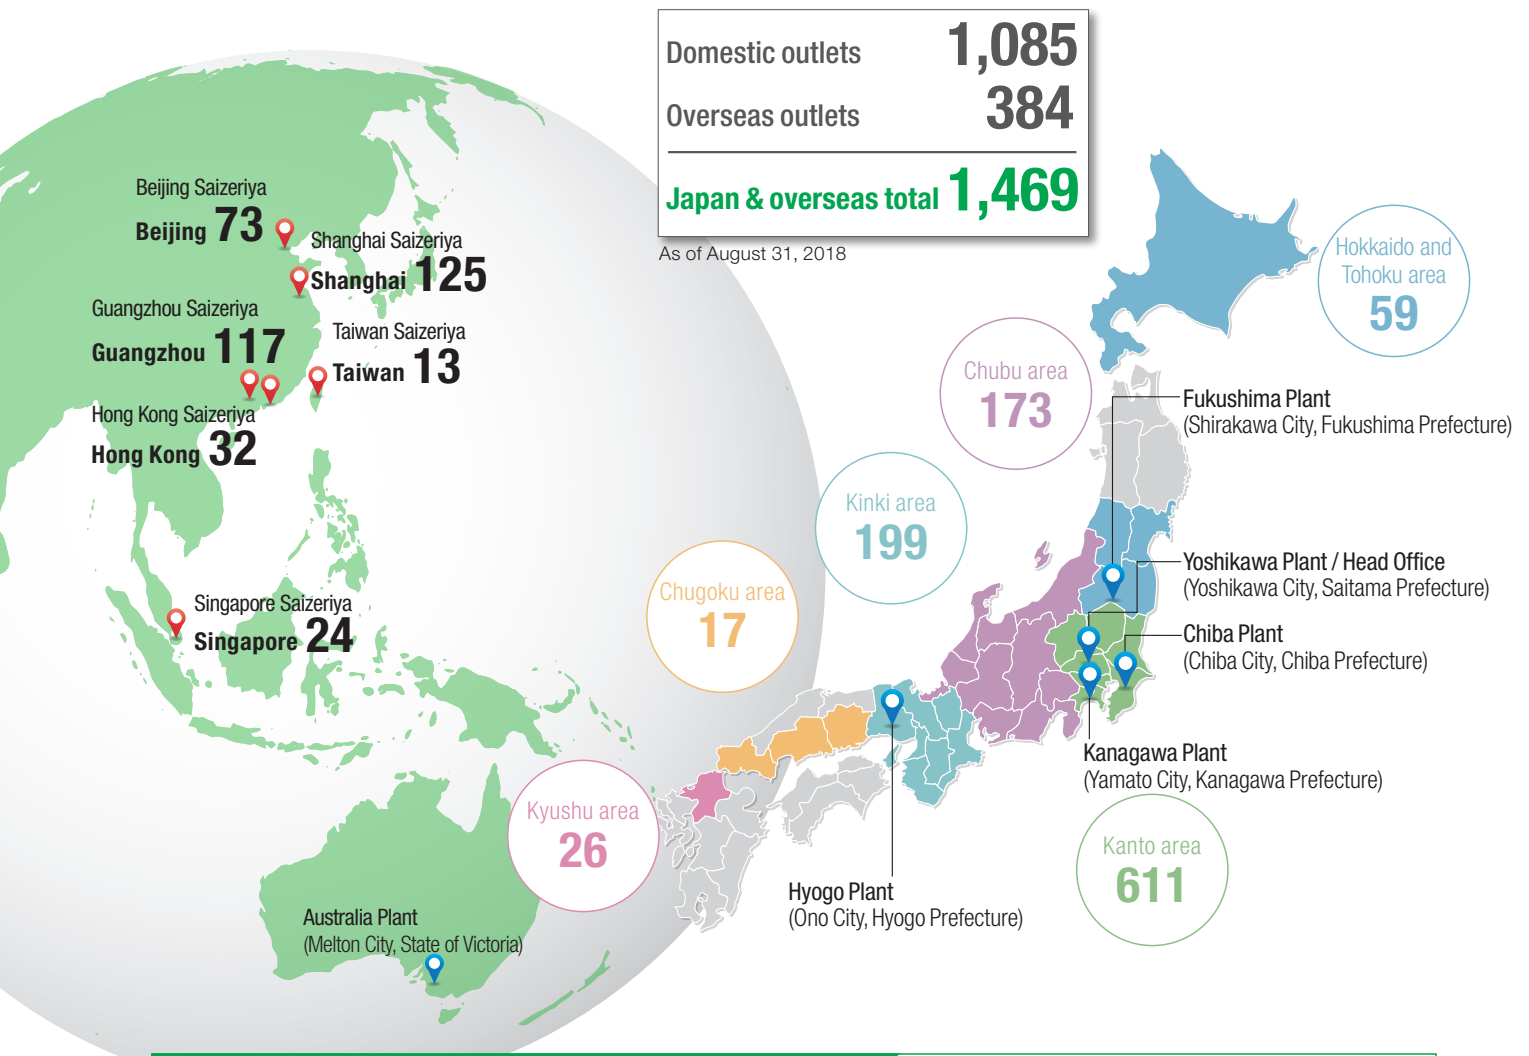 Domestic outlets 1,085
Overseas outlets 384
Japan & overseas total 1,469
As of August 31, 2018
Beijing Saizeriya
Beijing 73
Shanghai Saizeriya
Shanghai 125
Guangzhou Saizeriya
Guangzhou 117
Taiwan Saizeriya
Taiwan 13
Hong Kong Saizeriya
Hong Kong 32
Singapore Saizeriya
Singapore 24
Australia Plant
(Melton City, State of Victoria)
Hokkaido and
Tohoku area
59
Chubu area
173
Kinki area
199
Chugoku area
17
Kyushu area
26
Kanto area
611
Fukushima Plant
(Shirakawa City, Fukushima Prefecture)
Yoshikawa Plant / Head Office
(Yoshikawa City, Saitama Prefecture)
Chiba Plant
(Chiba City, Chiba Prefecture)
Kanagawa Plant
(Yamato City, Kanagawa Prefecture)
Hyogo Plant
(Ono City, Hyogo Prefecture)